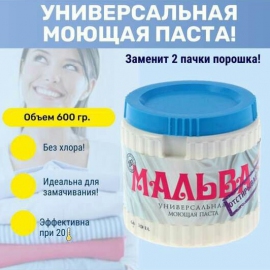 УНИВЕРСАЛЬНАЯ
МОЮЩАЯ ПАСТА!
Заменит 2 пачки порошка!
Объем 600 гр.
Без хлора!
Идеальна для
замачивания!
Эффективна
при 20
МАЛЬВА
УНИВЕРСАЛЬНАЯ
МОЮЩАЯ ПАСТА